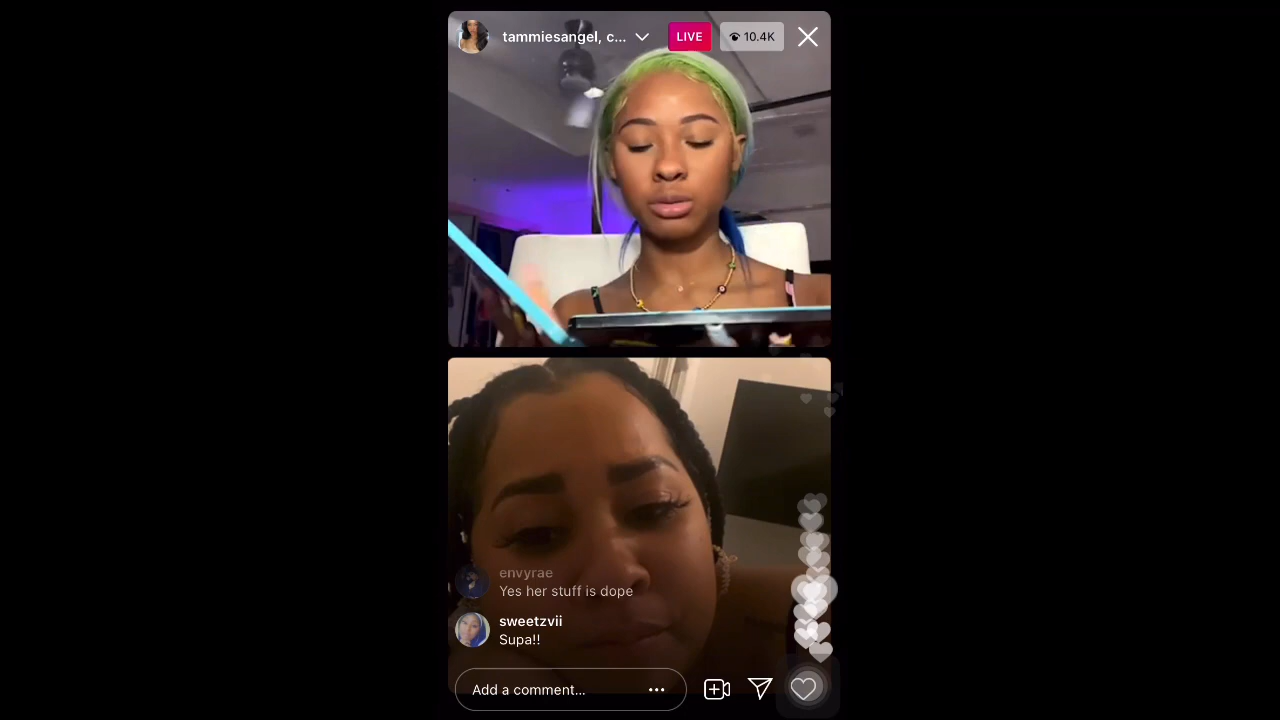 tammiesangel, c...
LIVE
10.4K
envyrae
Yes her stuff is dope
sweetzvii
Supa!!
Add a comment...